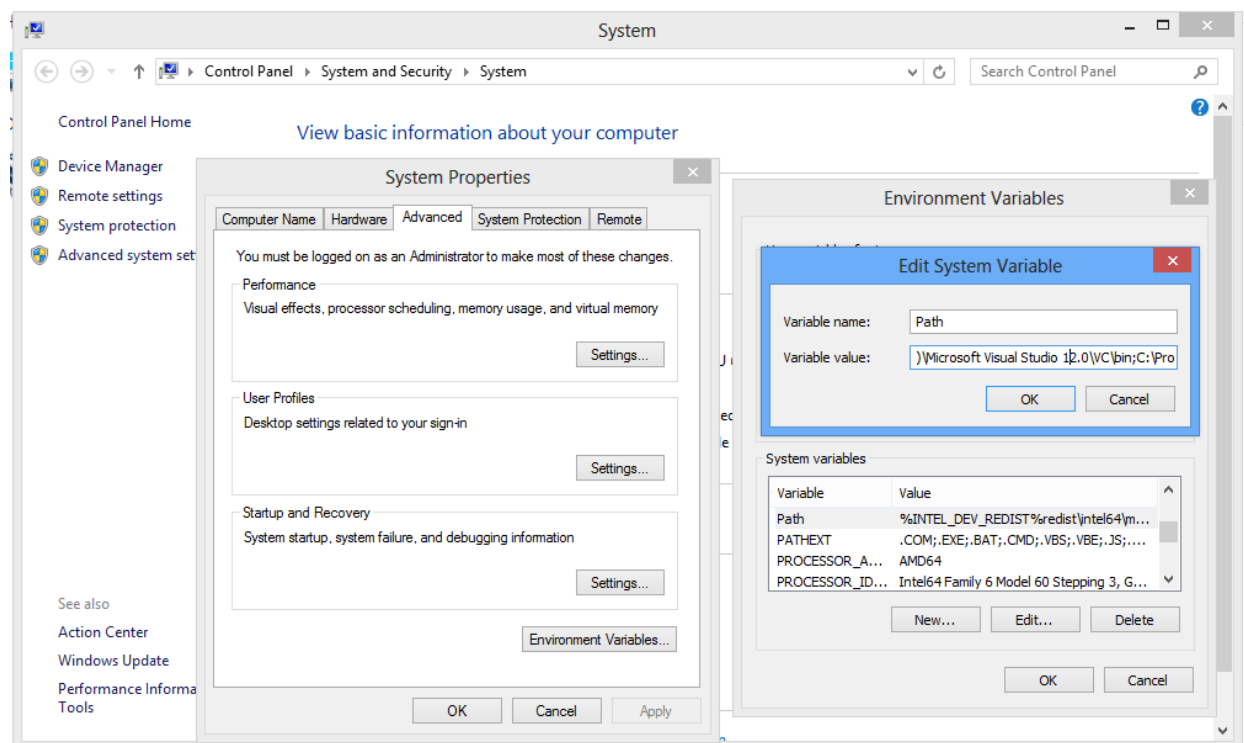 System
Control Panel System and Security System
Search Control Panel
Control Panel Home
View basic information about your computer
Device Manager
Remote settings
System protection
Advanced system set
See also
Action Center
Windows Update
Performance Informa
Tools
System Properties
Computer Name Hardware Advanced System Protection Remote
You must be logged on as an Administrator to make most of these changes.
Performance
Visual effects, processor scheduling, memory usage, and virtual memory
Settings...
User Profiles
Desktop settings related to your sign-in
Settings...
Startup and Recovery
System startup, system failure, and debugging information
Settings...
Environment Variables...
OK Cancel Apply
Environment Variables
Edit System Variable
Variable name: Path
Variable value: )\Microsoft Visual Studio 12.0\VC\bin;C:\Pro
OK Cancel
System variables
Variable Value
Path %INTEL_DEV_REDIST%redist\intel64\m...
PATHEXT .COM;.EXE;.BAT;.CMD;.VBS;.VBE;.JS;....
PROCESSOR_A... AMD64
PROCESSOR_ID... Intel64 Family 6 Model 60 Stepping 3, G...
New... Edit... Delete
OK Cancel